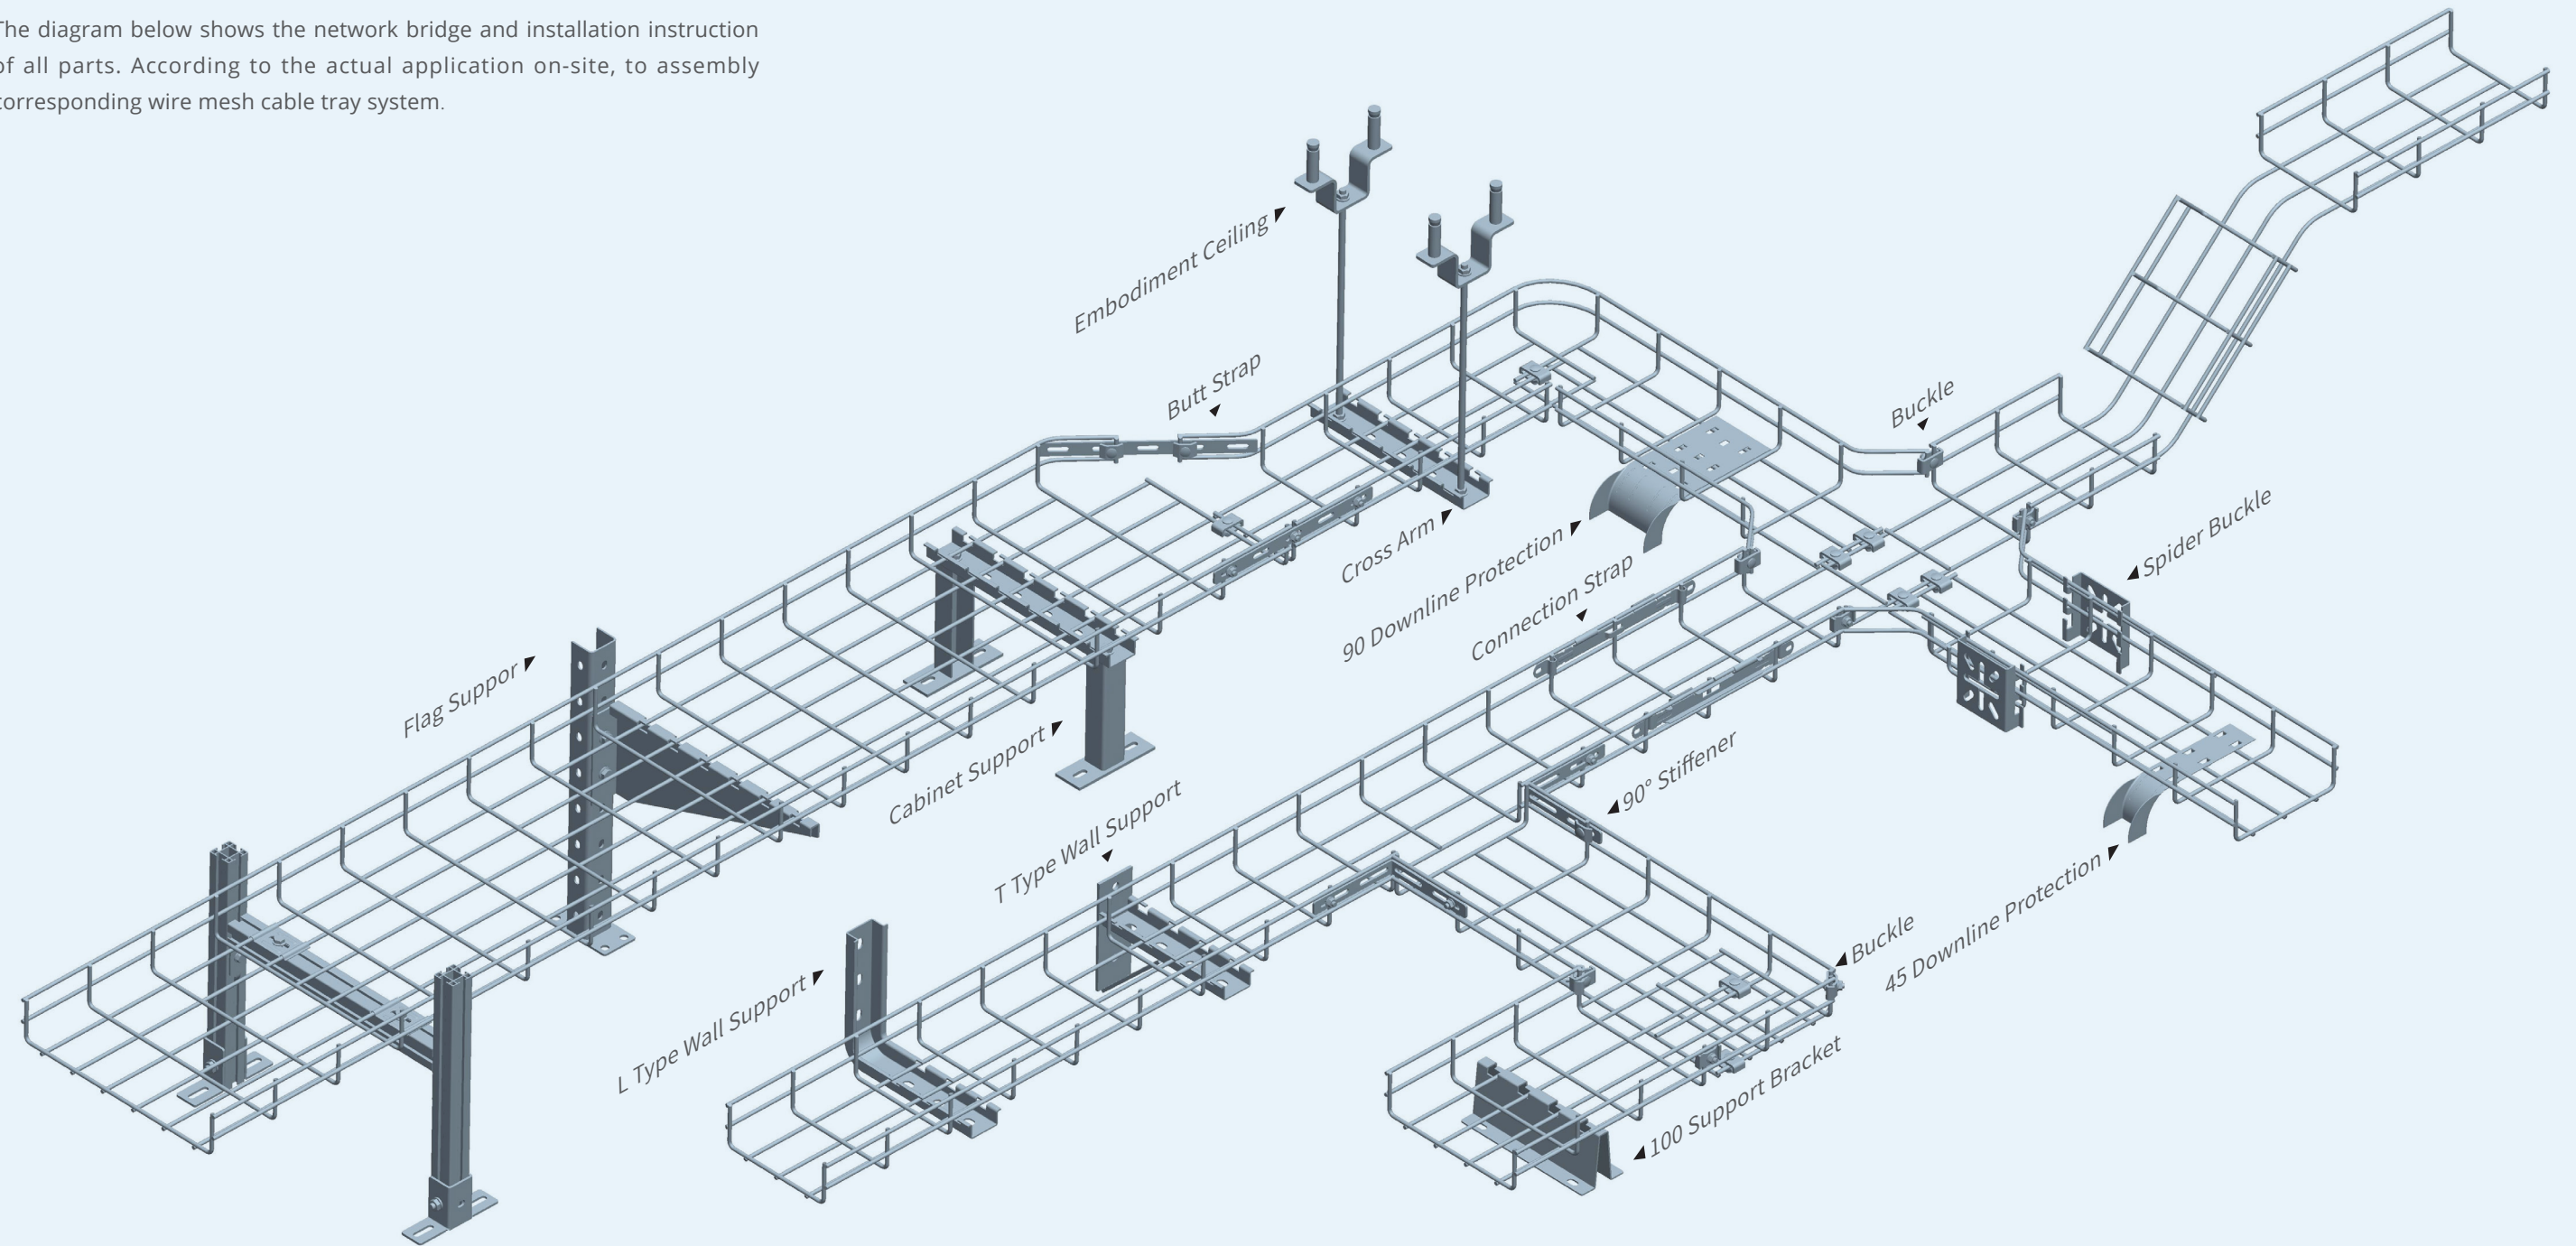 The diagram below shows the network bridge and installation instruction
of all parts. According to the actual application on-site, to assembly
corresponding wire mesh cable tray system.
Embodiment Ceiling
Butt Strap
Buckle
Cross Arm
90 Downline Protection
Connection Strap
Spider Buckle
Flag Suppor
Cabinet Support
90° Stiffener
T Type Wall Support
L Type Wall Support
Buckle
45 Downline Protection
100 Support Bracket